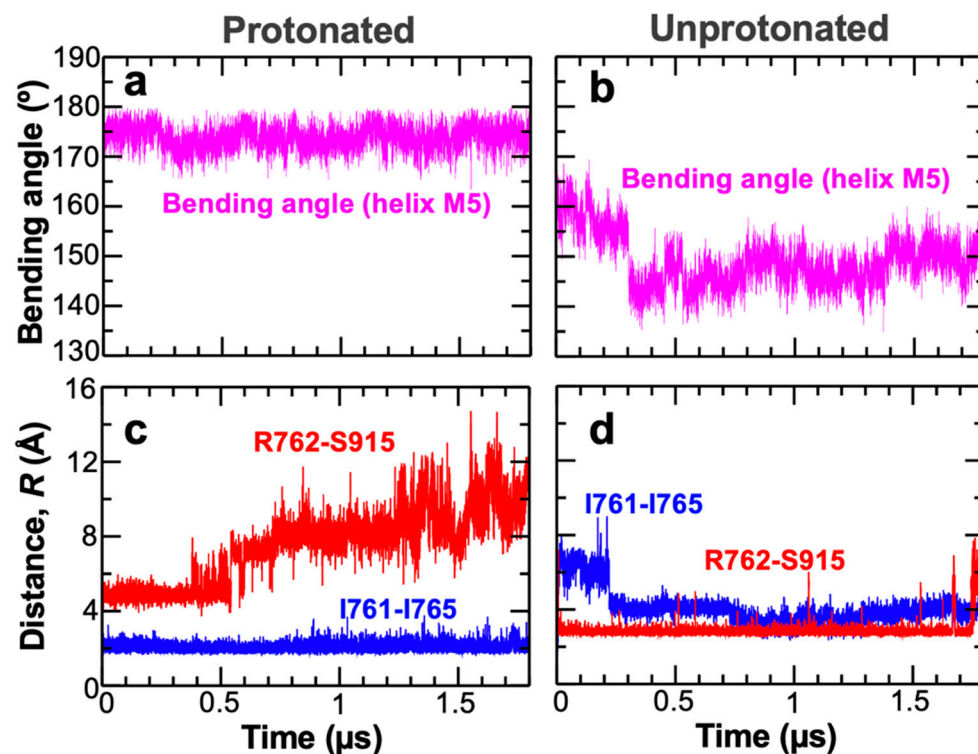 Protonated
Unprotonated
Bending angle (º)
190
180
170
160
150
140
130
a
Bending angle (helix M5)
b
Bending angle (helix M5)
Distance, R (Å)
16
12
8
4
0
c
R762-S915
I761-I765
d
I761-I765
R762-S915
0 0.5 1 1.5
0 0.5 1 1.5
Time (µs)
Time (µs)